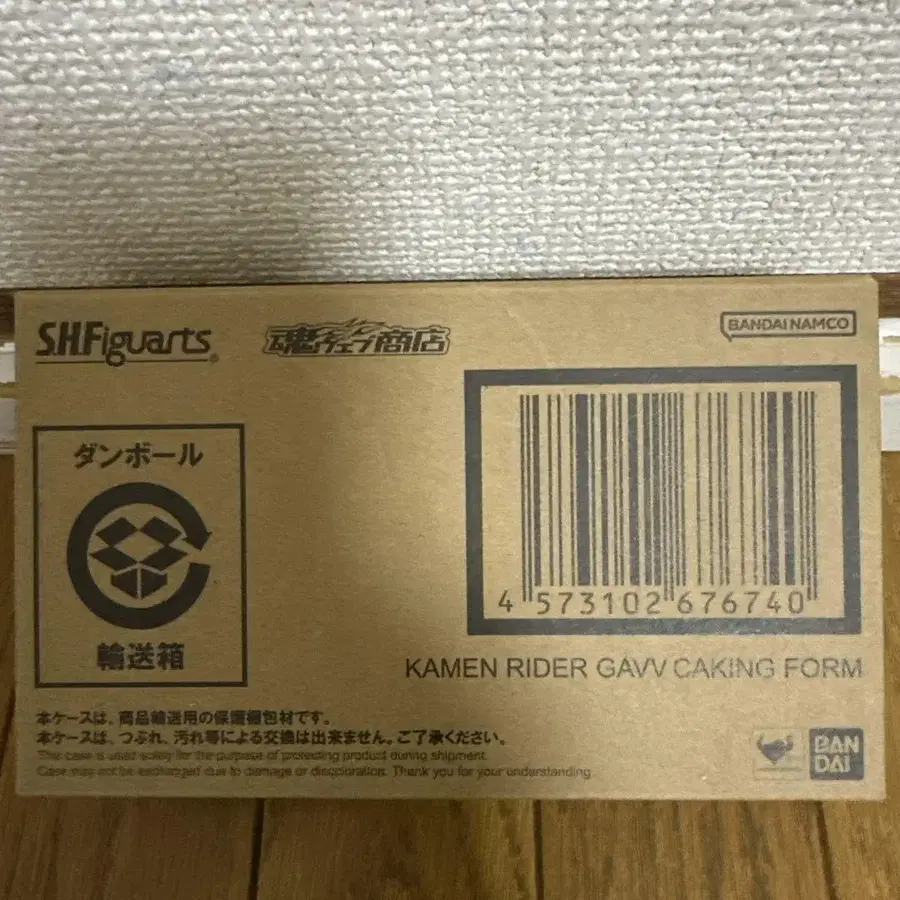 S.H.Figuarts
魂ウェブ商店
BANDAI NAMCO
ダンボール
輸送箱
4 573102 676740
KAMEN RIDER GAVV CAKING FORM
本ケースは、商品輸送用の保護梱包材です。
本ケースは、つぶれ、汚れ等による交換は出来ません。ご了承ください。
This case is used solely for the purpose of protecting product during shipment.
Case may not be exchanged due to damage or discoloration. Thank you for your understanding.
BAN
DAI